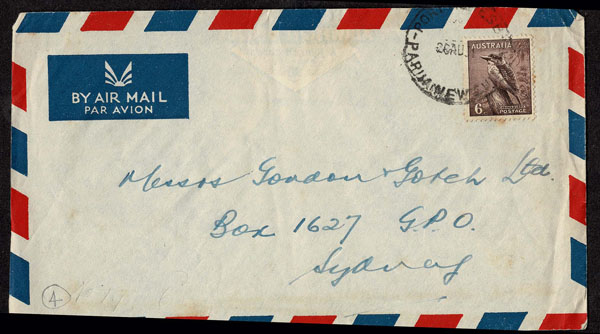 BY AIR MAIL
PAR AVION
AUSTRALIA
6
POSTAGE
Messrs Gordon & Gotch Ltd.
Box 1627 G.P.O.
Sydney
4